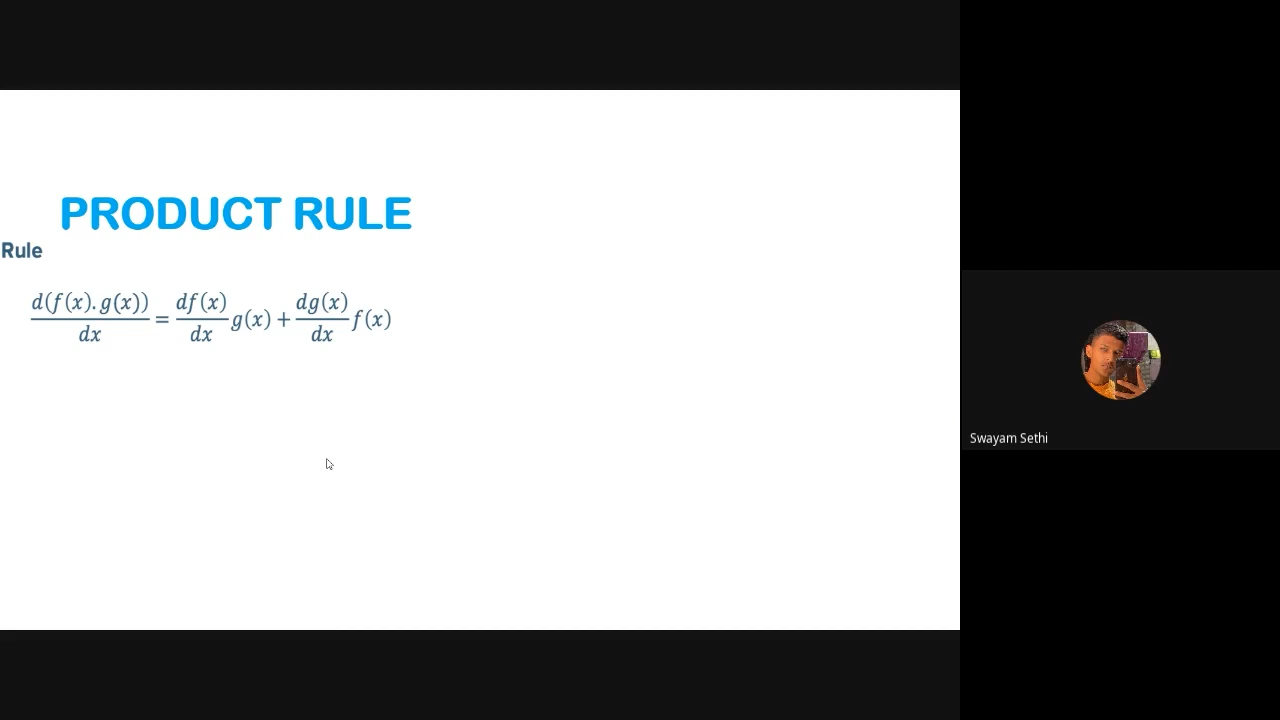 PRODUCT RULE
Rule
d(f(x).g(x))/dx = df(x)/dx g(x) + dg(x)/dx f(x)
Swayam Sethi